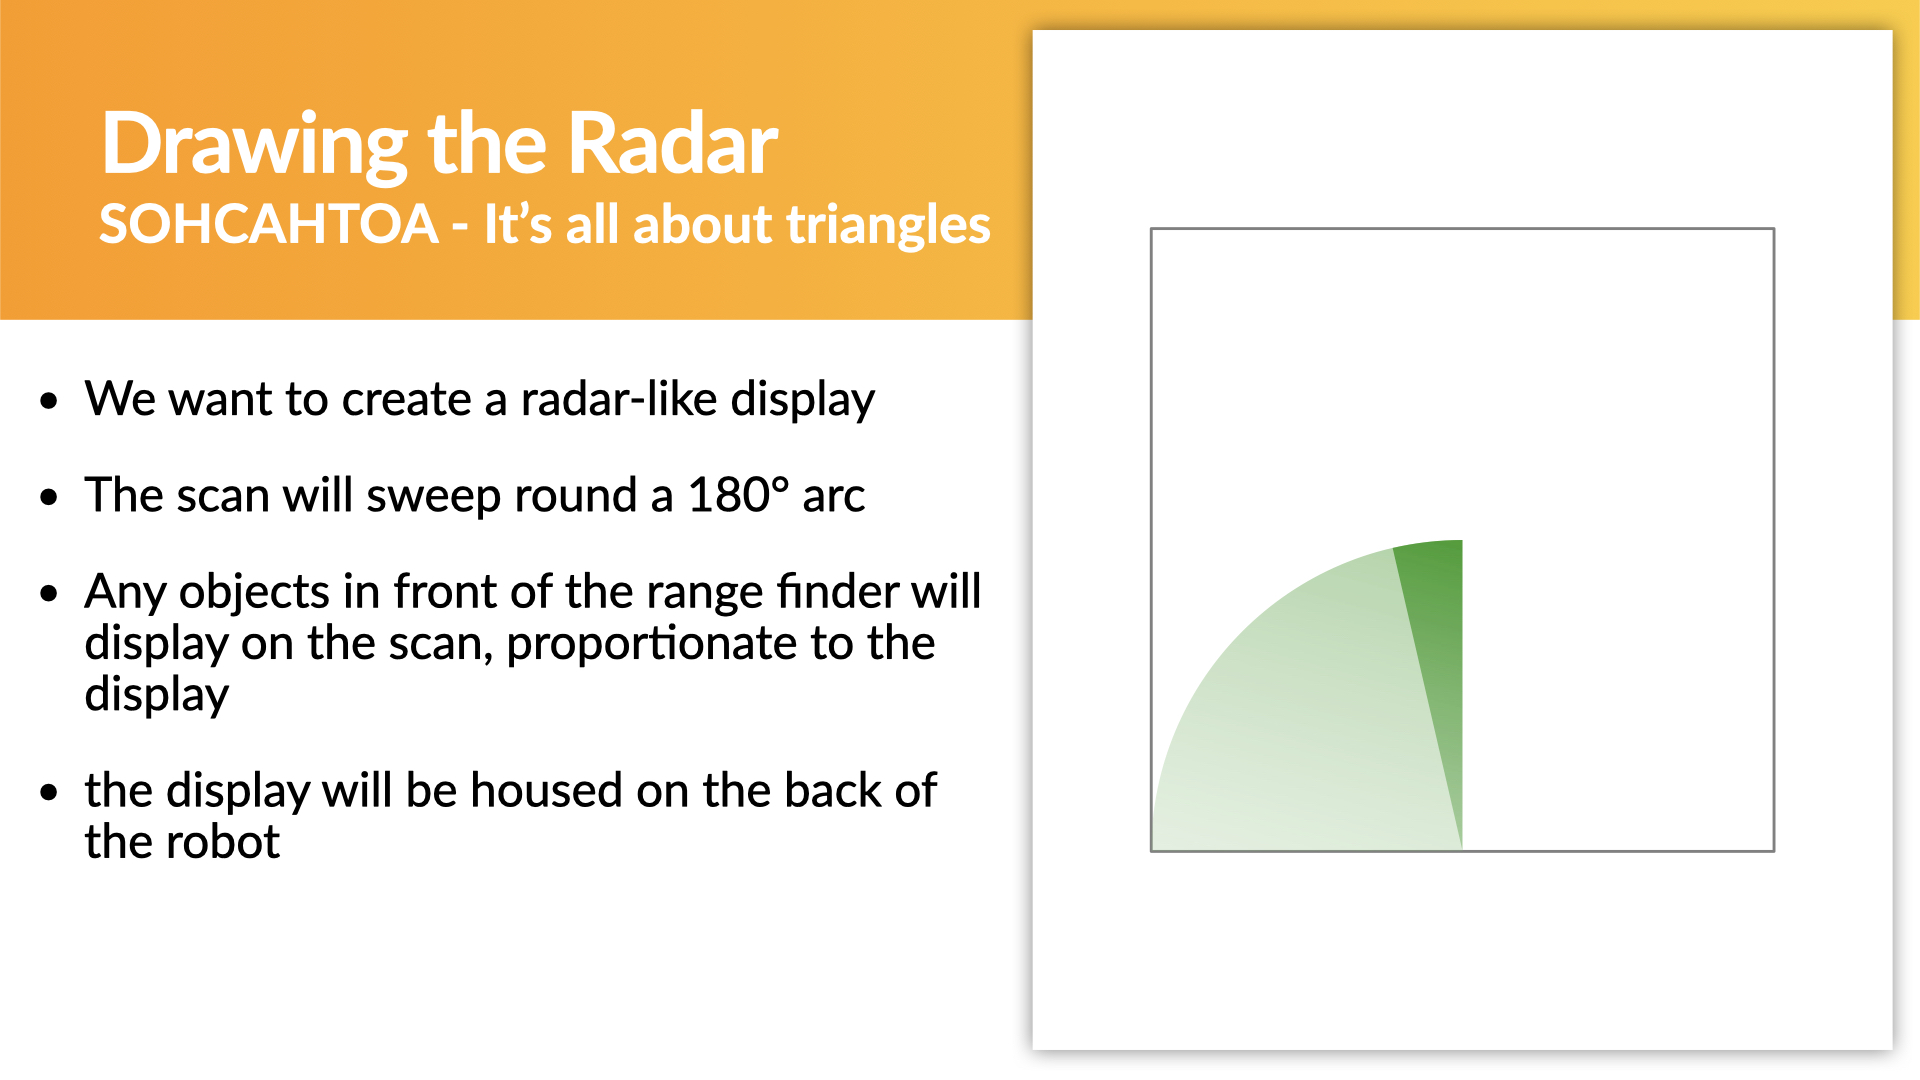 Drawing the Radar
SOHCAHTOA - It’s all about triangles
• We want to create a radar-like display
• The scan will sweep round a 180° arc
• Any objects in front of the range finder will
display on the scan, proportionate to the
display
• the display will be housed on the back of
the robot